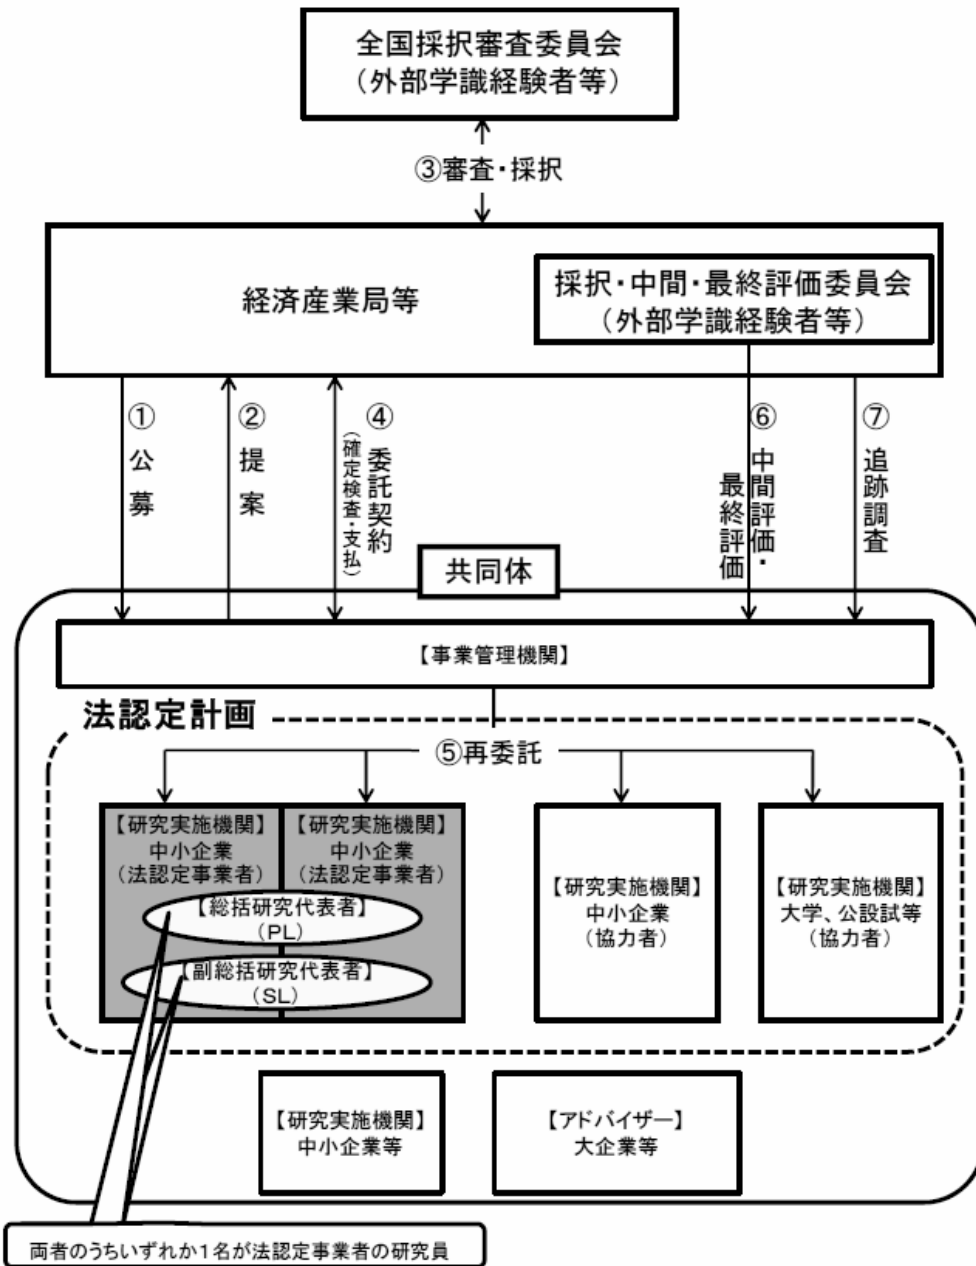 全国採択審査委員会
（外部学識経験者等）
③審査・採択
経済産業局等
採択・中間・最終評価委員会
（外部学識経験者等）
①公募
②提案
④委託契約
（確定検査・支払）
⑥中間評価・
最終評価
⑦追跡調査
共同体
【事業管理機関】
法認定計画
⑤再委託
【研究実施機関】
中小企業
（法認定事業者）
【研究実施機関】
中小企業
（法認定事業者）
【総括研究代表者】
（PL）
【副総括研究代表者】
（SL）
【研究実施機関】
中小企業
（協力者）
【研究実施機関】
大学、公設試等
（協力者）
【研究実施機関】
中小企業等
【アドバイザー】
大企業等
両者のうちいずれか１名が法認定事業者の研究員